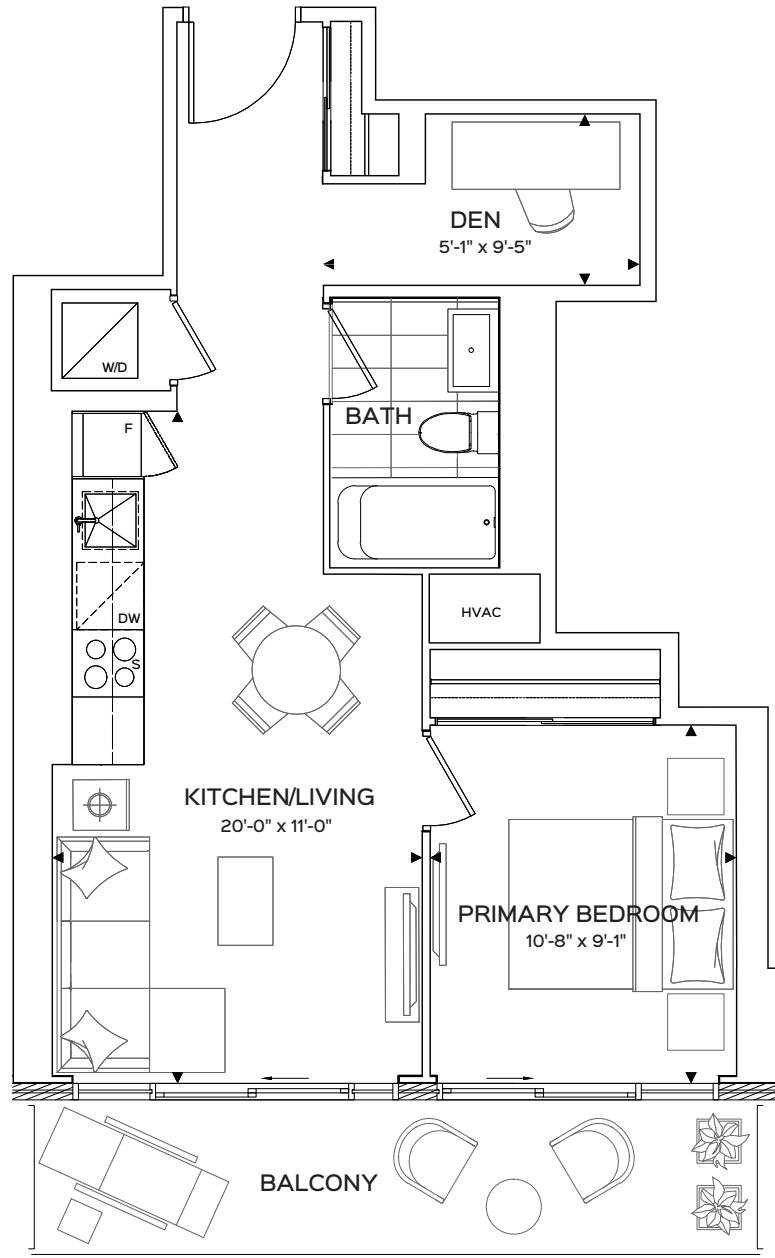 DEN
5'-1" x 9'-5"
W/D
F
BATH
DW
S
HVAC
KITCHEN/LIVING
20'-0" x 11'-0"
PRIMARY BEDROOM
10'-8" x 9'-1"
BALCONY